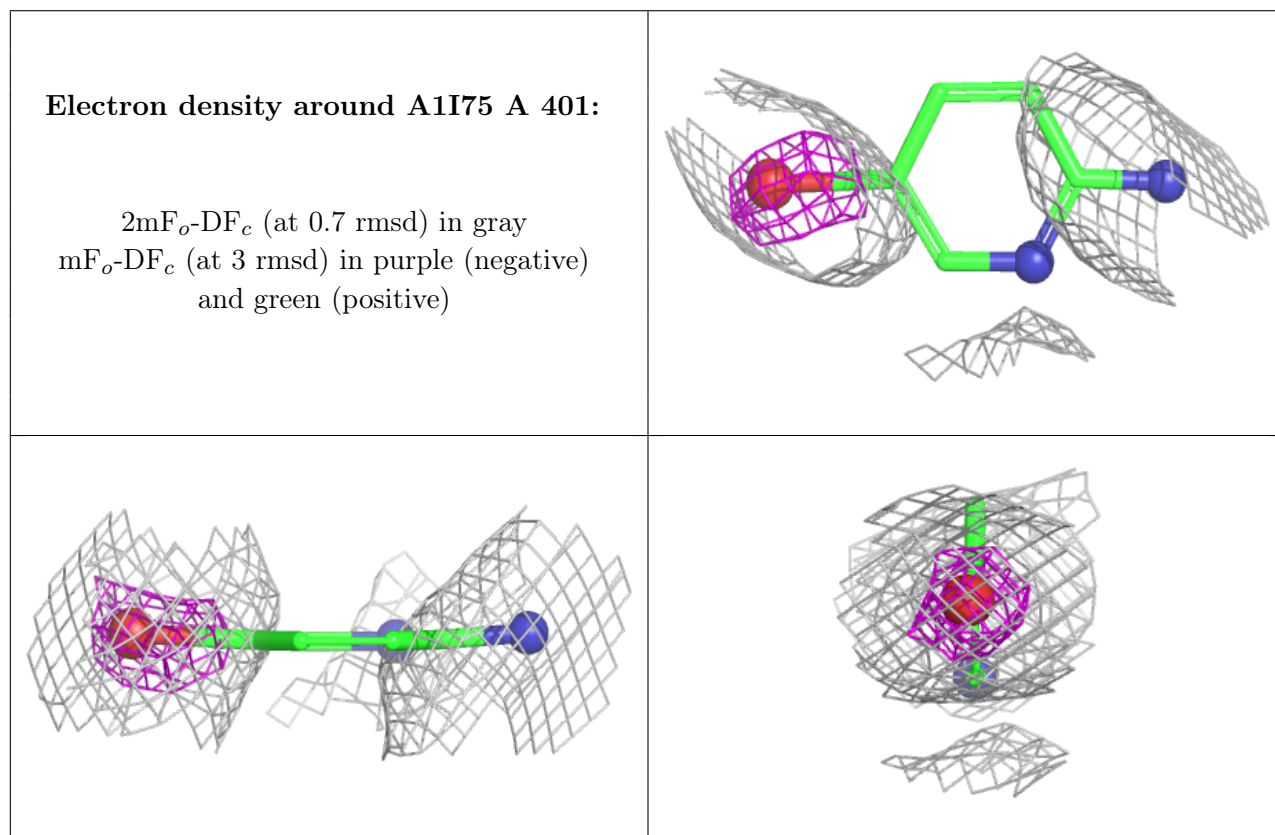 Electron density around A1I75 A 401:
2mFo-DFc (at 0.7 rmsd) in gray
mFo-DFc (at 3 rmsd) in purple (negative)
and green (positive)